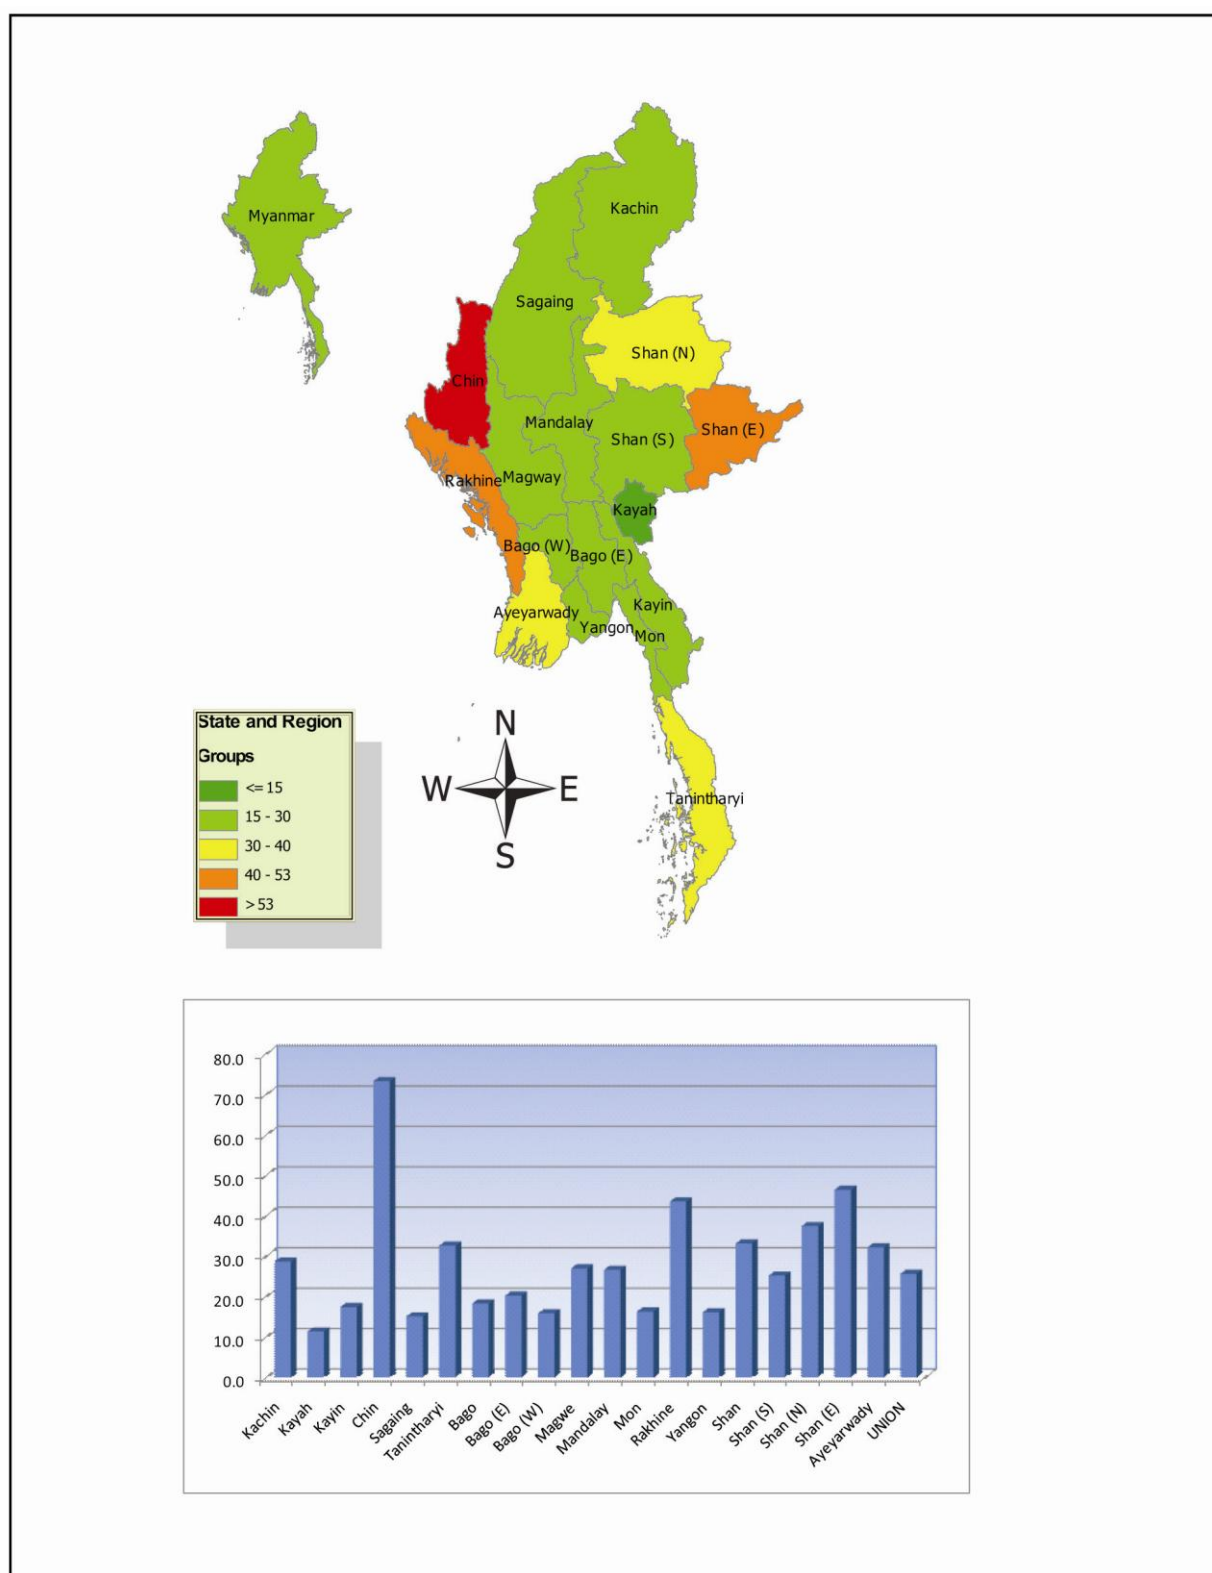 Myanmar
Kachin
Sagaing
Shan (N)
Chin
Mandalay
Shan (S)
Shan (E)
Rakhine
Magway
Kayah
Bago (W)
Bago (E)
Ayeyarwady
Yangon
Kayin
Mon
Tanintharyi
State and Region
Groups
<= 15
15 - 30
30 - 40
40 - 53
> 53
N
W
E
S
80.0
70.0
60.0
50.0
40.0
30.0
20.0
10.0
0.0
Kachin
Kayah
Kayin
Chin
Sagaing
Tanintharyi
Bago
Bago (E)
Bago (W)
Magwe
Mandalay
Mon
Rakhine
Yangon
Shan
Shan (S)
Shan (N)
Shan (E)
Ayeyarwady
UNION